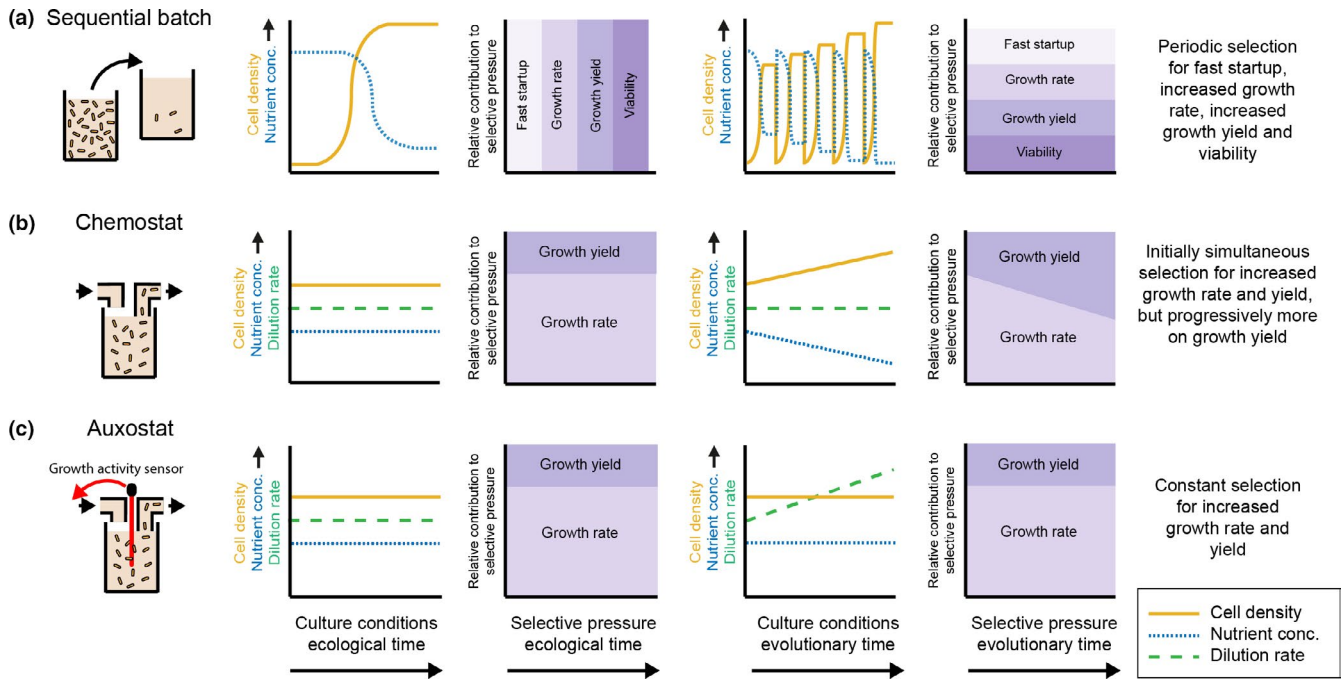 (a) Sequential batch
Cell density
Nutrient conc.
Relative contribution to
selective pressure
Fast startup
Growth rate
Growth yield
Viability
Cell density
Nutrient conc.
Relative contribution to
selective pressure
Fast startup
Growth rate
Growth yield
Viability
Periodic selection
for fast startup,
increased growth
rate, increased
growth yield and
viability
(b) Chemostat
Cell density
Nutrient conc.
Dilution rate
Relative contribution to
selective pressure
Growth yield
Growth rate
Cell density
Nutrient conc.
Dilution rate
Relative contribution to
selective pressure
Growth yield
Growth rate
Initially simultaneous
selection for increased
growth rate and yield,
but progressively more
on growth yield
(c) Auxostat
Growth activity sensor
Cell density
Nutrient conc.
Dilution rate
Relative contribution to
selective pressure
Growth yield
Growth rate
Cell density
Nutrient conc.
Dilution rate
Relative contribution to
selective pressure
Growth yield
Growth rate
Constant selection
for increased
growth rate and
yield
Culture conditions
ecological time
Selective pressure
ecological time
Culture conditions
evolutionary time
Selective pressure
evolutionary time
Cell density
Nutrient conc.
Dilution rate